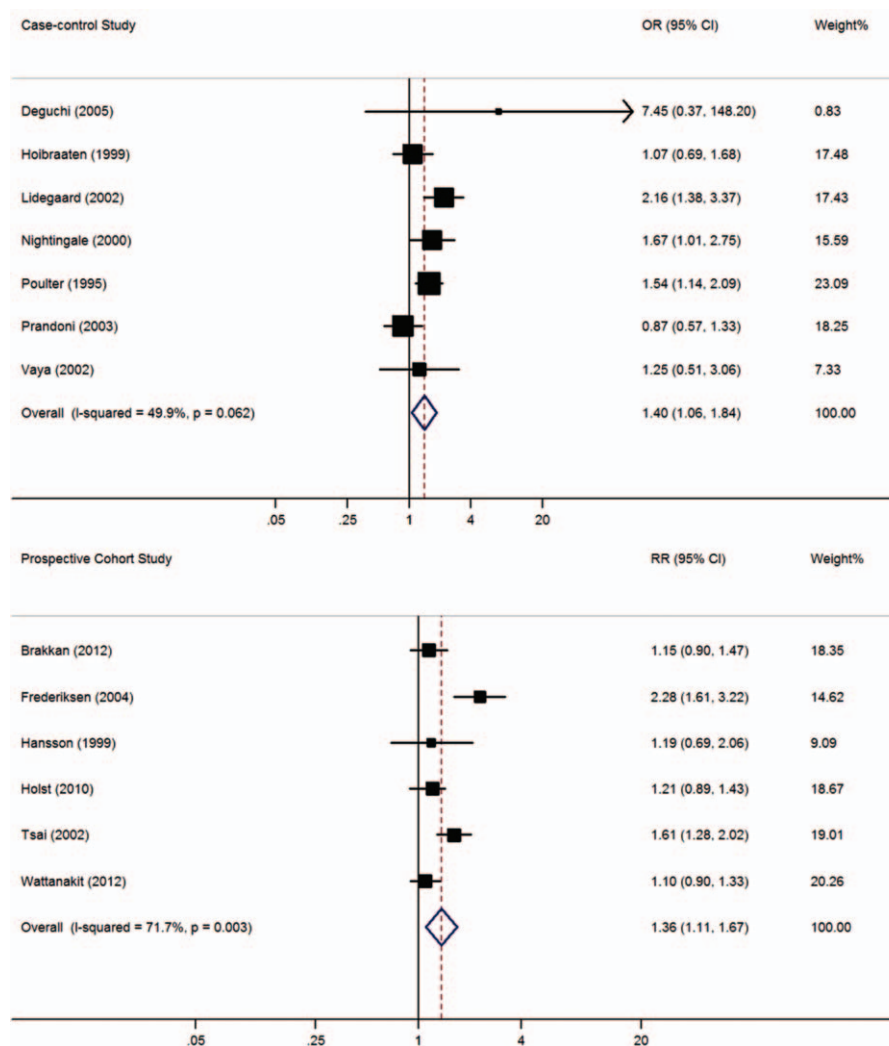 Case-control Study OR (95% CI) Weight%
Deguchi (2005) 7.45 (0.37, 148.20) 0.83
Holbraaten (1999) 1.07 (0.69, 1.68) 17.48
Lidegaard (2002) 2.16 (1.38, 3.37) 17.43
Nightingale (2000) 1.67 (1.01, 2.75) 15.59
Poulter (1995) 1.54 (1.14, 2.09) 23.09
Prandoni (2003) 0.87 (0.57, 1.33) 18.25
Vaya (2002) 1.25 (0.51, 3.06) 7.33
Overall (I-squared = 49.9%, p = 0.062) 1.40 (1.06, 1.84) 100.00
.05 .25 1 4 20
Prospective Cohort Study RR (95% CI) Weight%
Brakkan (2012) 1.15 (0.90, 1.47) 18.35
Frederiksen (2004) 2.28 (1.61, 3.22) 14.62
Hansson (1999) 1.19 (0.69, 2.06) 9.09
Holst (2010) 1.21 (0.89, 1.43) 18.67
Tsai (2002) 1.61 (1.28, 2.02) 19.01
Wattanakit (2012) 1.10 (0.90, 1.33) 20.26
Overall (I-squared = 71.7%, p = 0.003) 1.36 (1.11, 1.67) 100.00
.05 .25 1 4 20